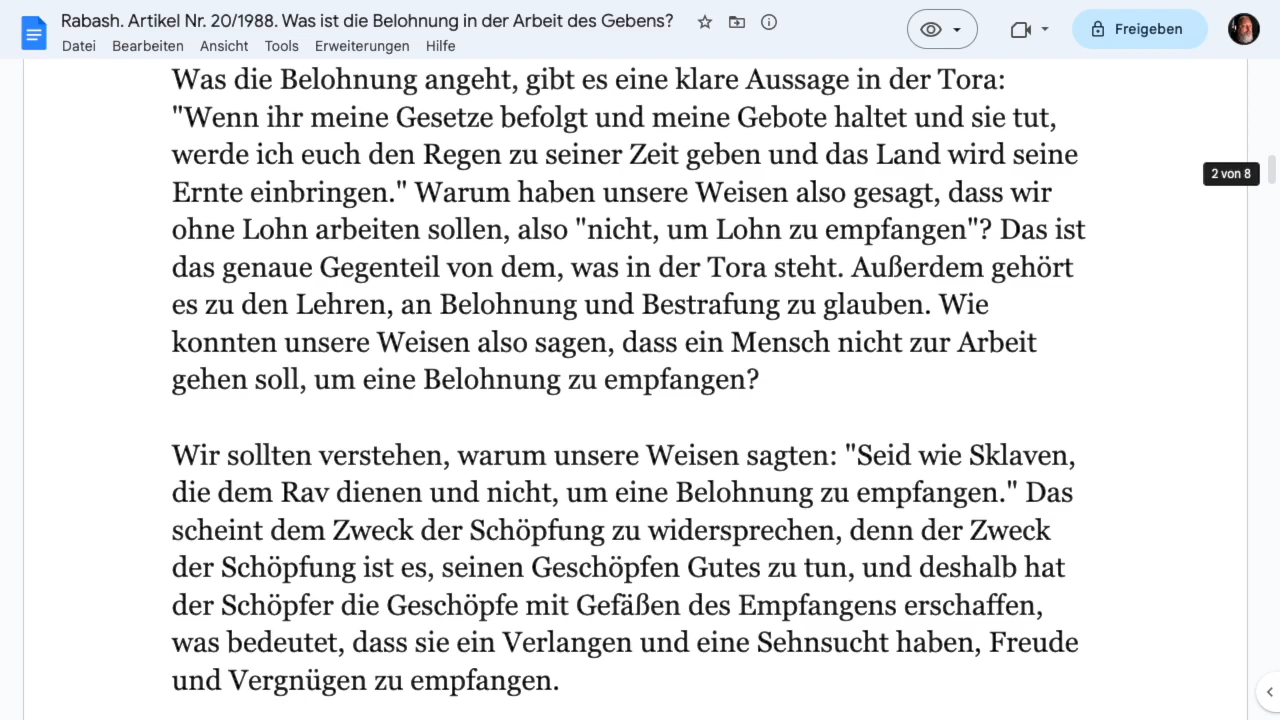 Rabash. Artikel Nr. 20/1988. Was ist die Belohnung in der Arbeit des Gebens?
Datei Bearbeiten Ansicht Tools Erweiterungen Hilfe
Freigeben
Was die Belohnung angeht, gibt es eine klare Aussage in der Tora:
"Wenn ihr meine Gesetze befolgt und meine Gebote haltet und sie tut,
werde ich euch den Regen zu seiner Zeit geben und das Land wird seine
Ernte einbringen." Warum haben unsere Weisen also gesagt, dass wir
ohne Lohn arbeiten sollen, also "nicht, um Lohn zu empfangen"? Das ist
das genaue Gegenteil von dem, was in der Tora steht. Außerdem gehört
es zu den Lehren, an Belohnung und Bestrafung zu glauben. Wie
konnten unsere Weisen also sagen, dass ein Mensch nicht zur Arbeit
gehen soll, um eine Belohnung zu empfangen?
2 von 8
Wir sollten verstehen, warum unsere Weisen sagten: "Seid wie Sklaven,
die dem Rav dienen und nicht, um eine Belohnung zu empfangen." Das
scheint dem Zweck der Schöpfung zu widersprechen, denn der Zweck
der Schöpfung ist es, seinen Geschöpfen Gutes zu tun, und deshalb hat
der Schöpfer die Geschöpfe mit Gefäßen des Empfangens erschaffen,
was bedeutet, dass sie ein Verlangen und eine Sehnsucht haben, Freude
und Vergnügen zu empfangen.